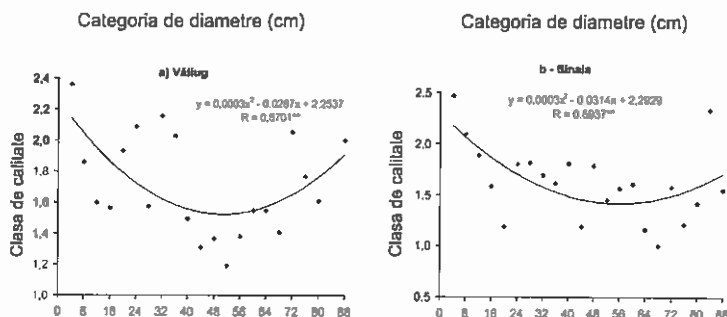 Categoria de diametre (cm)
Categoria de diametre (cm)
a) Văliug
y = 0,0003x² - 0,0267x + 2,2537
R = 0,6701**
Clasa de calitate
2,4
2,2
2,0
1,8
1,6
1,4
1,2
1,0
0 8 16 24 32 40 48 56 64 72 80 88
b - Sinaia
y = 0,0003x² - 0,0314x + 2,2929
R = 0,6937**
Clasa de calitate
2.5
2.0
1.5
1.0
0.5
0 8 16 24 32 40 48 56 64 72 80 88